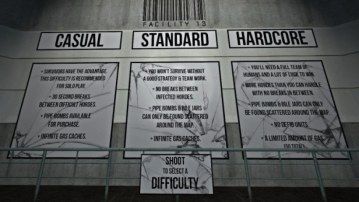 FACILITY 13
CASUAL
- SURVIVORS HAVE THE ADVANTAGE.
THIS DIFFICULTY IS RECOMMENDED
FOR SOLO PLAY.
- 30 SECOND BREAKS
BETWEEN INFECTED HORDES.
- PIPE BOMBS AVAILABLE
FOR PURCHASE.
- INFINITE GAS CACHES.
STANDARD
- YOU WON'T SURVIVE WITHOUT
A SOLID STRATEGY & TEAM WORK.
- NO BREAKS BETWEEN
INFECTED HORDES.
- PIPE BOMBS & BILE JARS
CAN ONLY BE FOUND SCATTERED
AROUND THE MAP.
- INFINITE GAS CACHES.
HARDCORE
- YOU'LL NEED A FULL TEAM OF
HUMANS AND A LOT OF LUCK TO WIN.
- MORE HORDES THAN YOU CAN HANDLE
WITH NO BREAKS IN BETWEEN.
- PIPE BOMBS & BILE JARS CAN ONLY
BE FOUND SCATTERED AROUND THE MAP.
- NO DEFIB UNITS.
- A LIMITED AMOUNT OF GAS
SHOOT
TO SELECT A
DIFFICULTY.